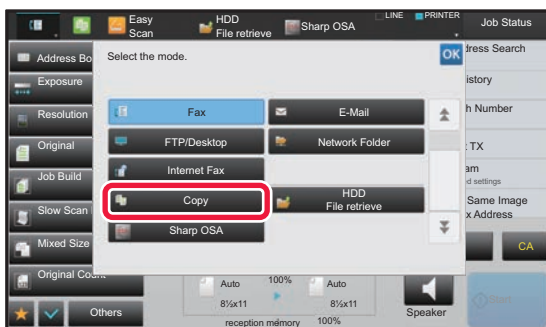 Easy
Scan
HDD
File retrieve
Sharp OSA
LINE
PRINTER
Job Status
Address Bo
Select the mode.
OK
dress Search
Exposure
istory
Fax
E-Mail
Resolution
h Number
FTP/Desktop
Network Folder
Original
TX
Internet Fax
Job Build
am
d settings
Copy
HDD
File retrieve
Slow Scan
Same Image
x Address
Sharp OSA
Mixed Size
CA
Original Count
Auto
100%
Auto
8½x11
8½x11
Start
Others
Speaker
reception memory
100%